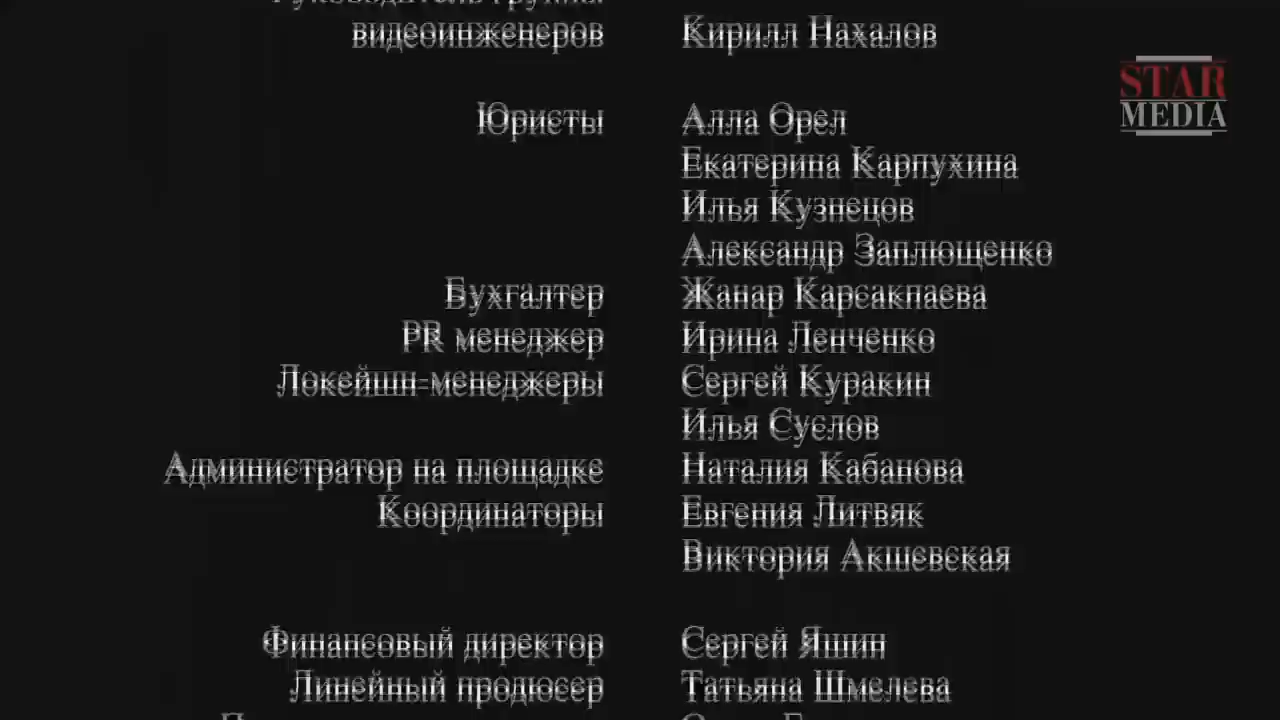 Руководитель группы
видеоинженеров Кирилл Нахалов
STAR
MEDIA
Юристы Алла Орел
Екатерина Карпухина
Илья Кузнецов
Александр Заплющенко
Бухгалтер Жанар Карсакпаева
PR менеджер Ирина Ленченко
Локейшн-менеджеры Сергей Куракин
Илья Суслов
Администратор на площадке Наталия Кабанова
Координаторы Евгения Литвяк
Виктория Акшевская
Финансовый директор Сергей Яшин
Линейный продюсер Татьяна Шмелева